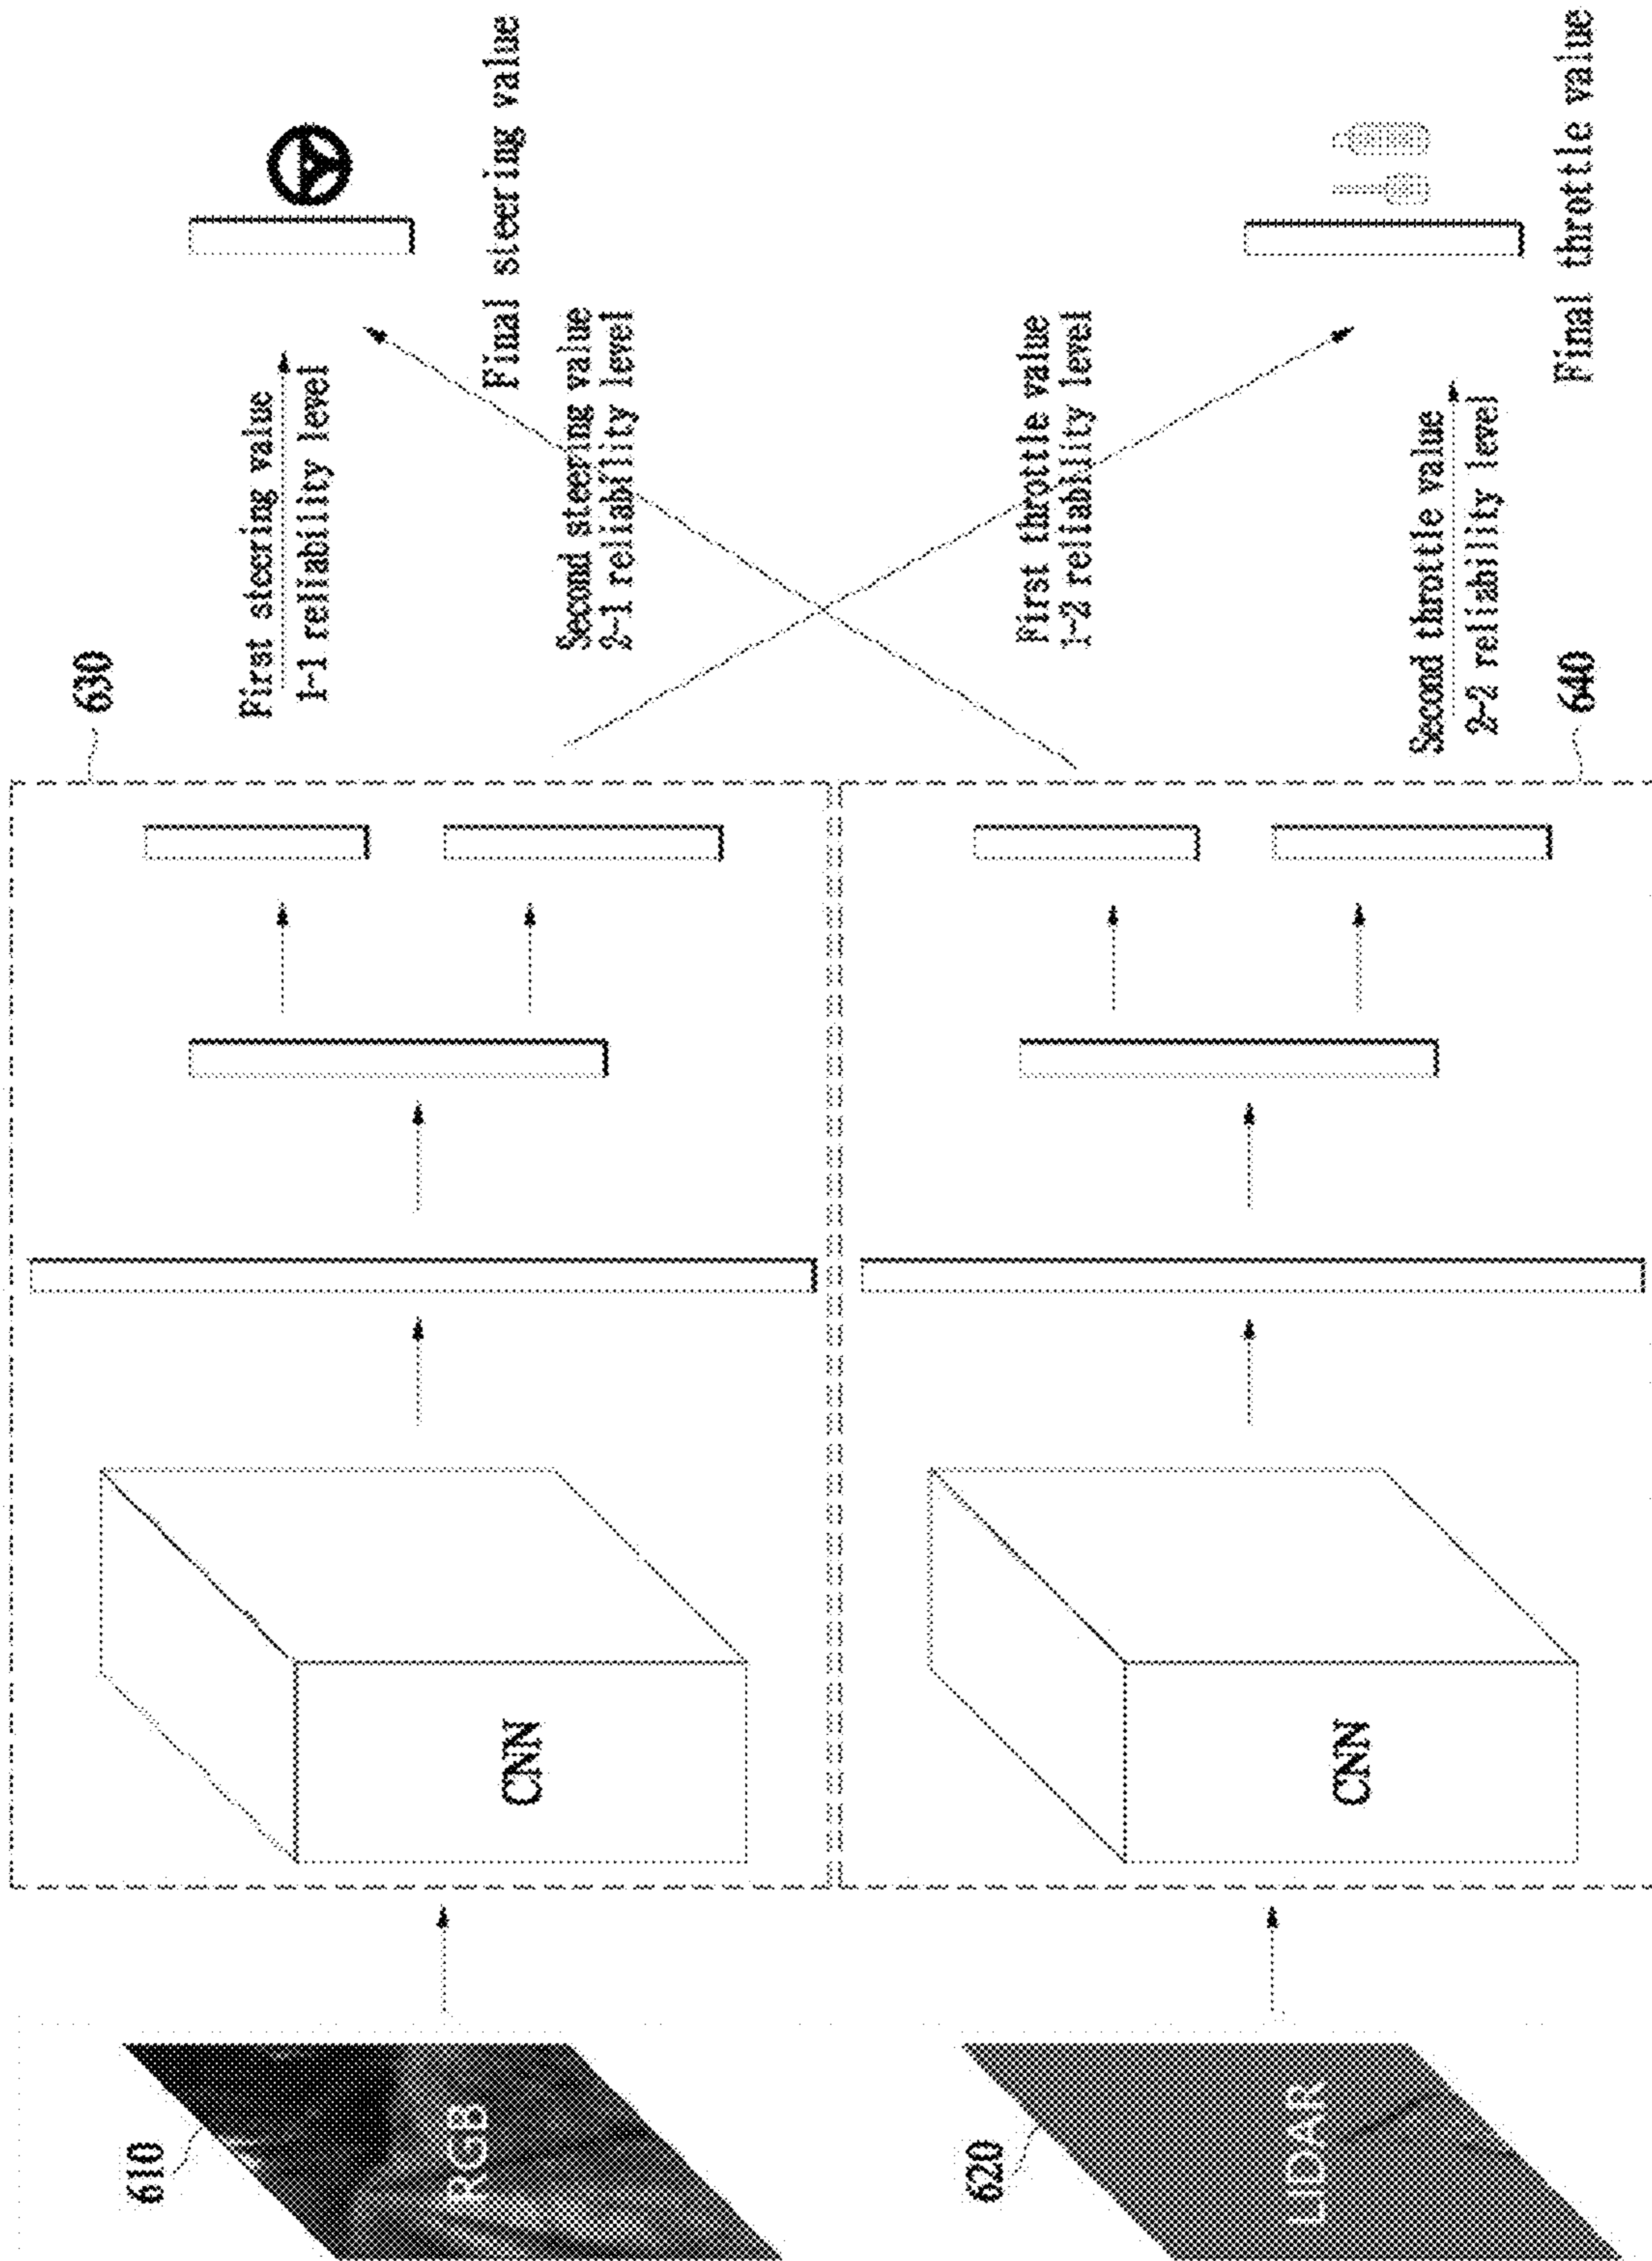 610
RGB
CNN
630
First steering value
1-1 reliability level
Second steering value
2-1 reliability level
Final steering value
620
LIDAR
CNN
640
First throttle value
1-2 reliability level
Second throttle value
2-2 reliability level
Final throttle value